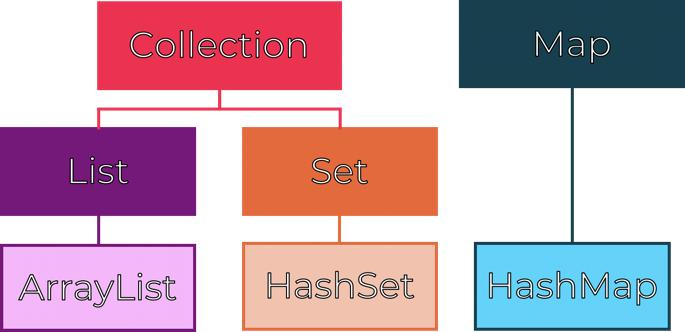 Collection
Map
List
Set
ArrayList
HashSet
HashMap